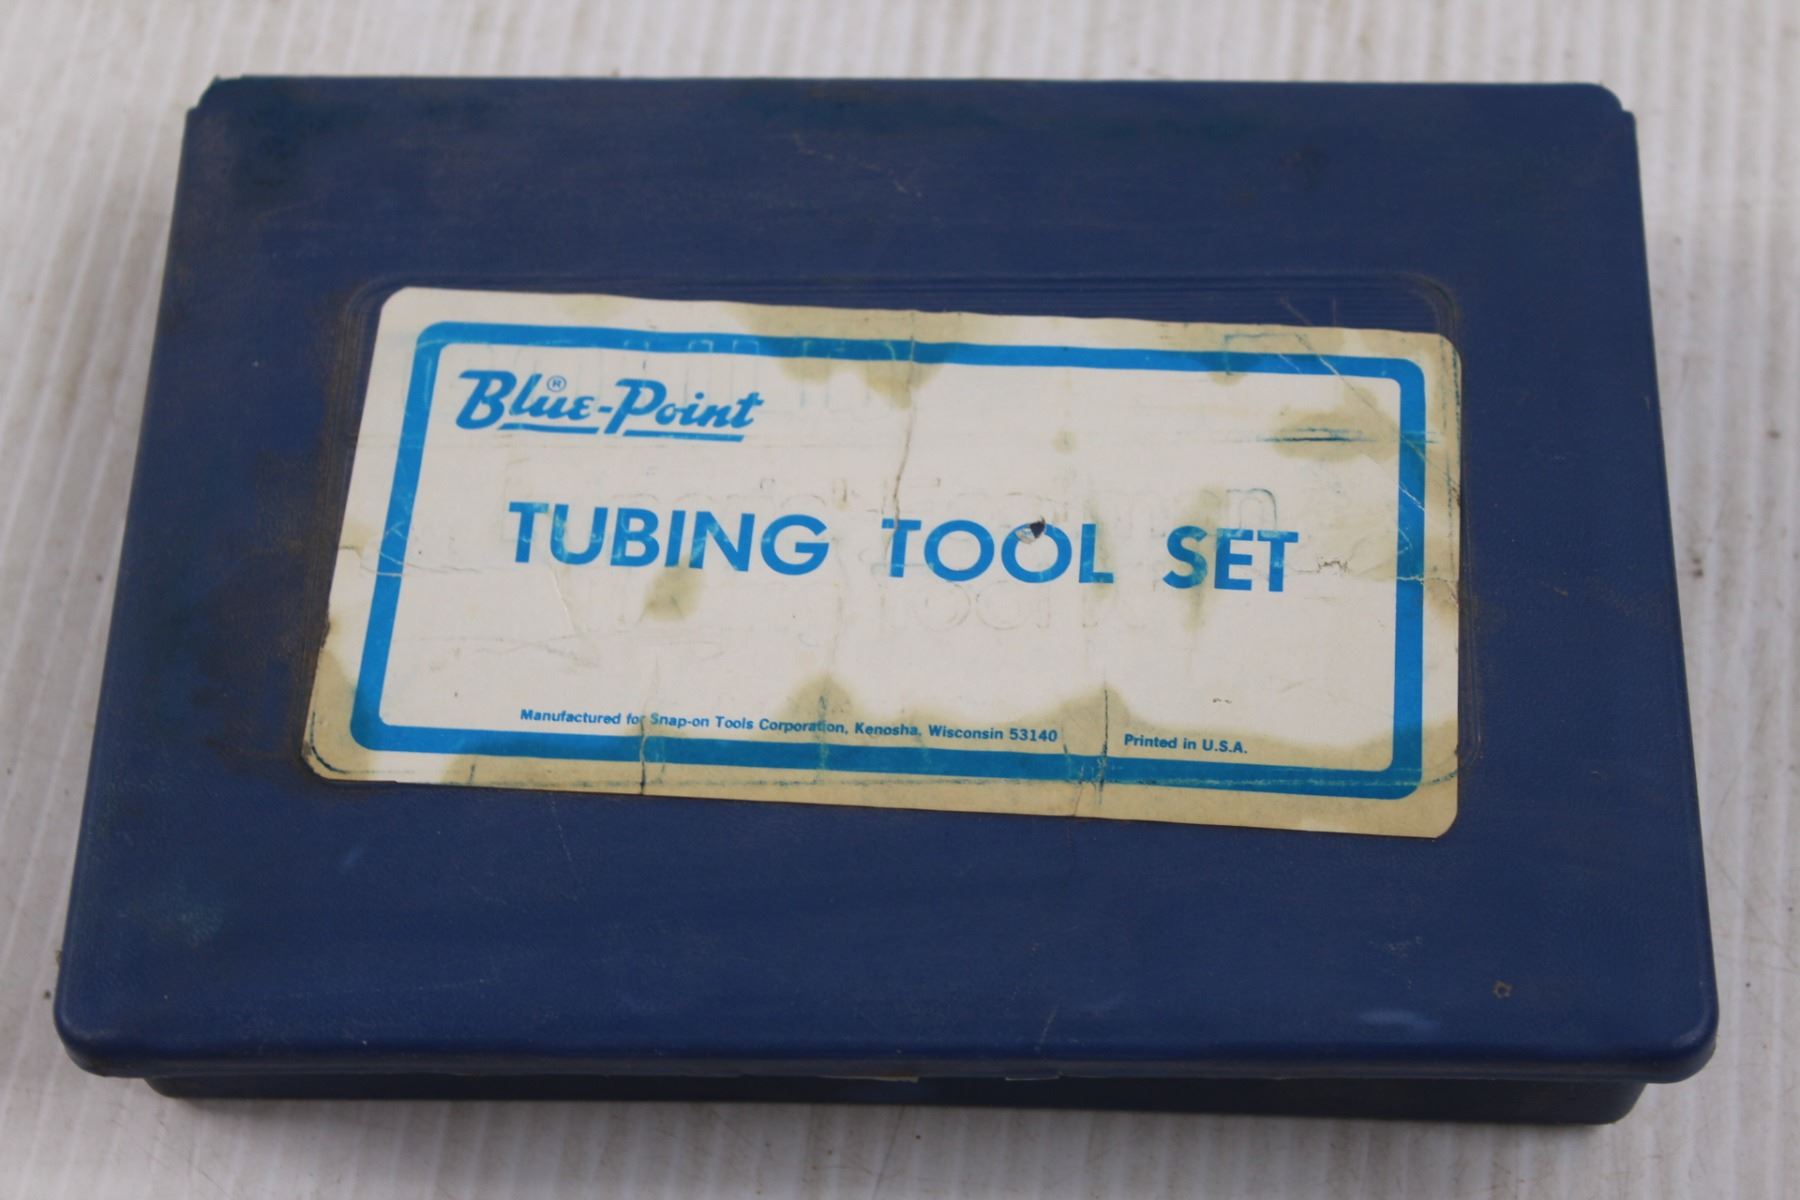 Blue-Point®
TUBING TOOL SET
Manufactured for Snap-on Tools Corporation, Kenosha, Wisconsin 53140 Printed in U.S.A.